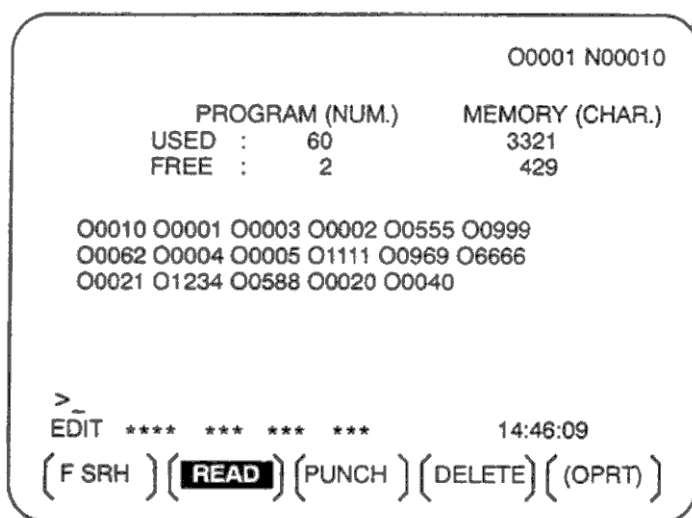 O0001 N00010
PROGRAM (NUM.) MEMORY (CHAR.)
USED : 60 3321
FREE : 2 429
O0010 O0001 O0003 O0002 O0555 O0999
O0062 O0004 O0005 O1111 O0969 O6666
O0021 O1234 O0588 O0020 O0040
>_
EDIT **** *** *** *** 14:46:09
[F SRH] [READ] [PUNCH] [DELETE] [(OPRT)]